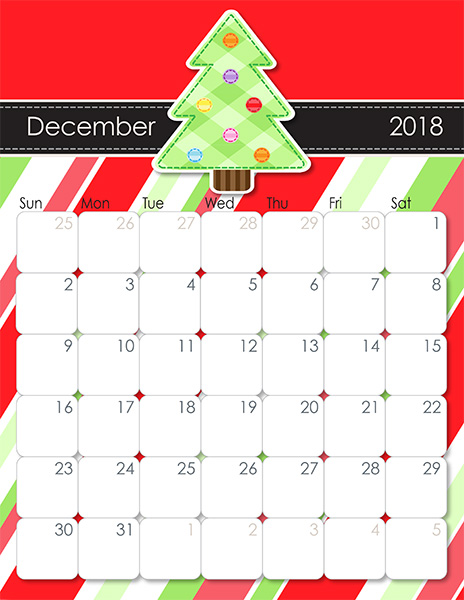 December 2018
Sun Mon Tue Wed Thu Fri Sat
25 26 27 28 29 30 1
2 3 4 5 6 7 8
9 10 11 12 13 14 15
16 17 18 19 20 21 22
23 24 25 26 27 28 29
30 31 1 2 3 4 5